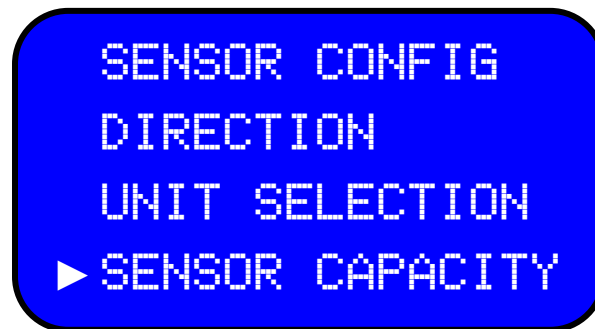 SENSOR CONFIG
DIRECTION
UNIT SELECTION
►SENSOR CAPACITY